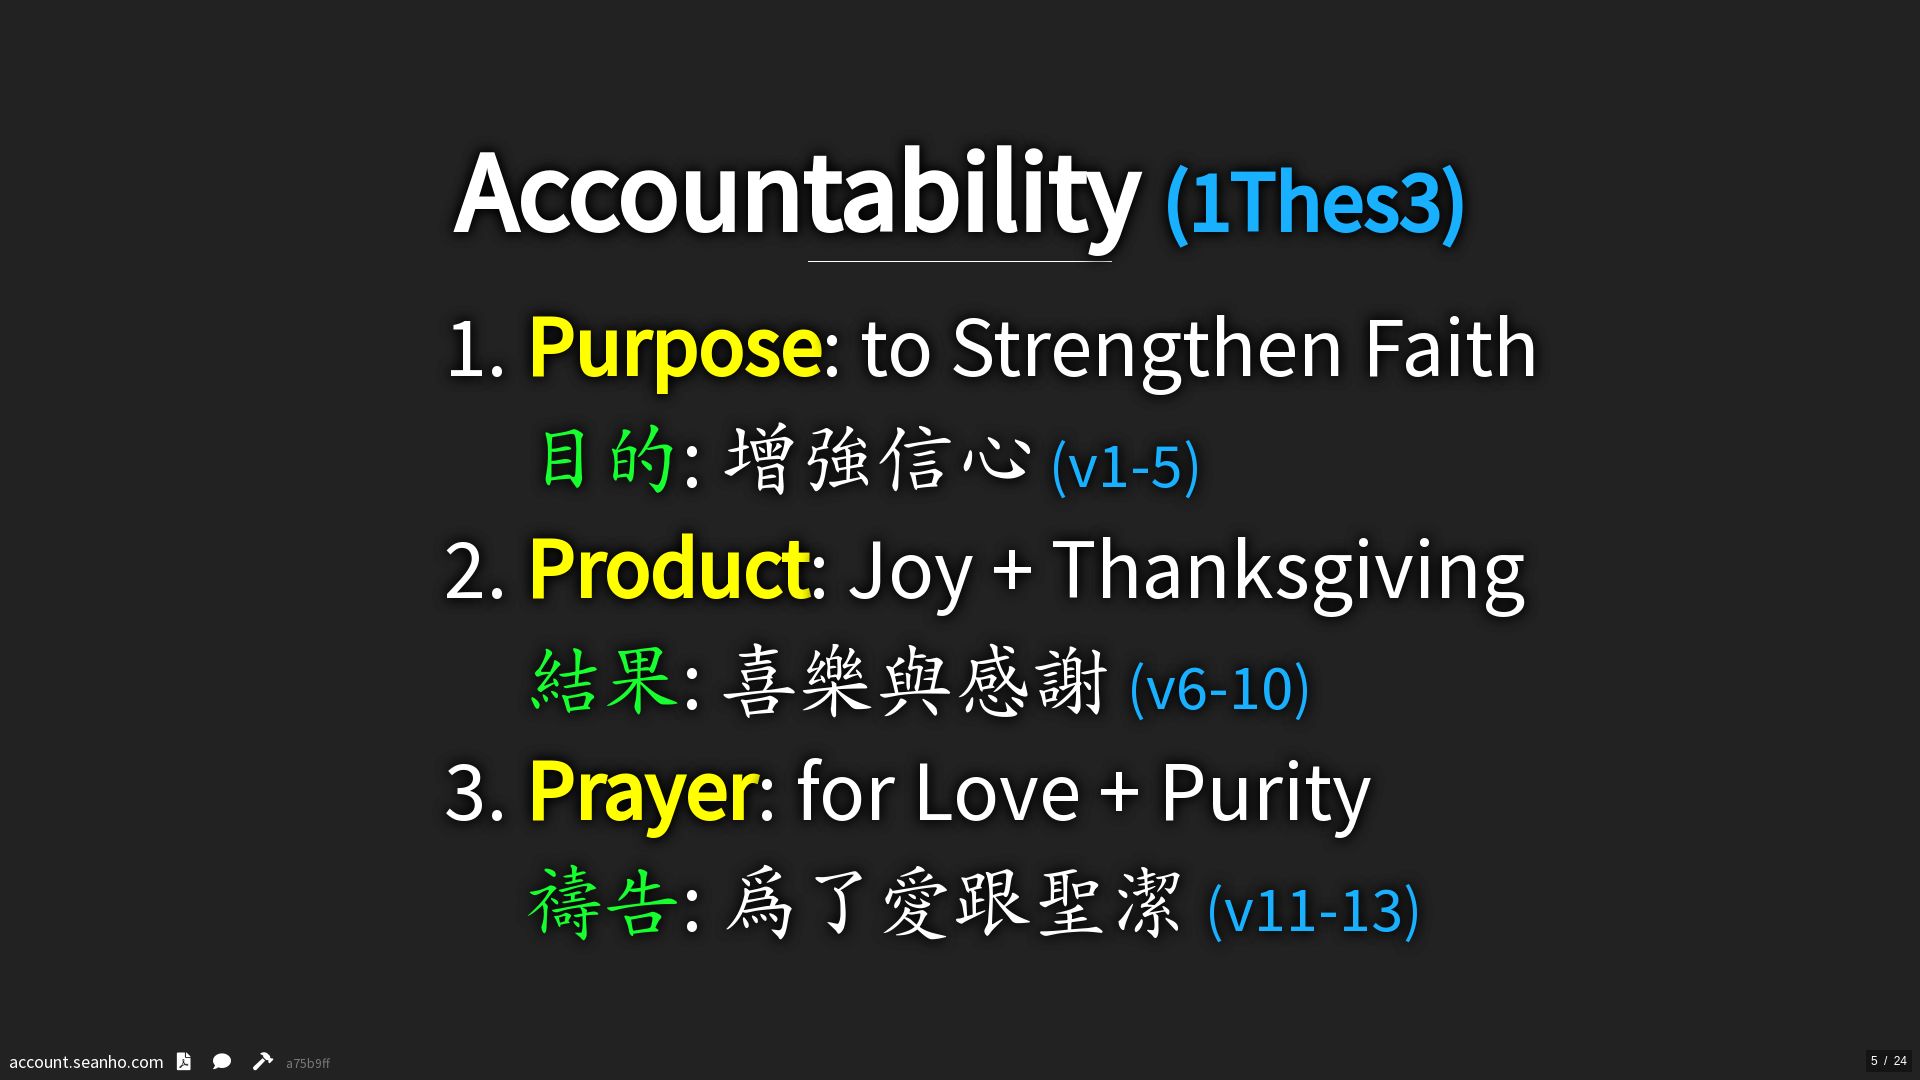 Accountability (1Thes3)
1. Purpose: to Strengthen Faith
目的: 增強信心 (v1-5)
2. Product: Joy + Thanksgiving
結果: 喜樂與感謝 (v6-10)
3. Prayer: for Love + Purity
禱告: 爲了愛跟聖潔 (v11-13)
account.seanho.com a75b9ff
5 / 24